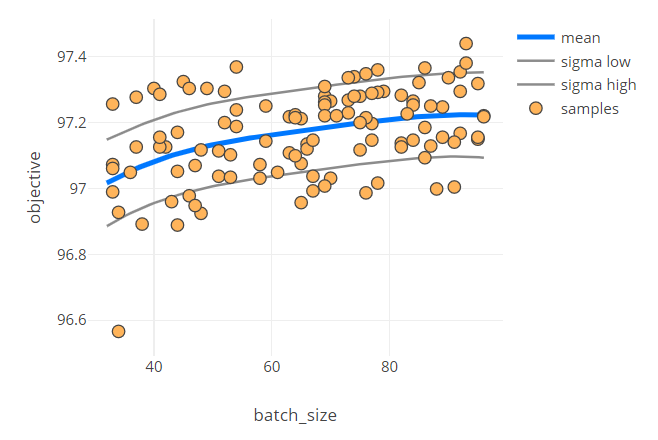 97.4
97.2
97
96.8
96.6
40
60
80
batch_size
objective
mean
sigma low
sigma high
samples